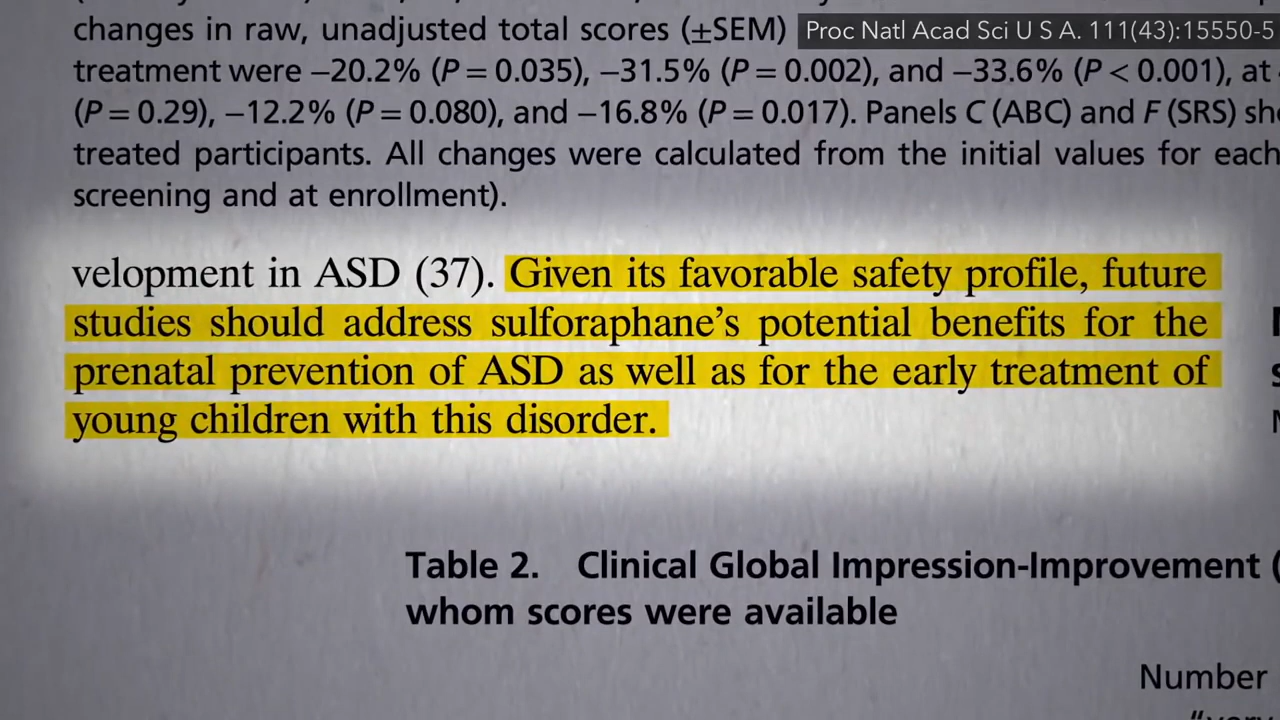 changes in raw, unadjusted total scores (±SEM)
Proc Natl Acad Sci U S A. 111(43):15550-5
treatment were −20.2% (P = 0.035), −31.5% (P = 0.002), and −33.6% (P < 0.001), at
(P = 0.29), −12.2% (P = 0.080), and −16.8% (P = 0.017). Panels C (ABC) and F (SRS)
treated participants. All changes were calculated from the initial values for each
screening and at enrollment).
velopment in ASD (37). Given its favorable safety profile, future
studies should address sulforaphane’s potential benefits for the
prenatal prevention of ASD as well as for the early treatment of
young children with this disorder.
Table 2. Clinical Global Impression-Improvement (
whom scores were available
Number